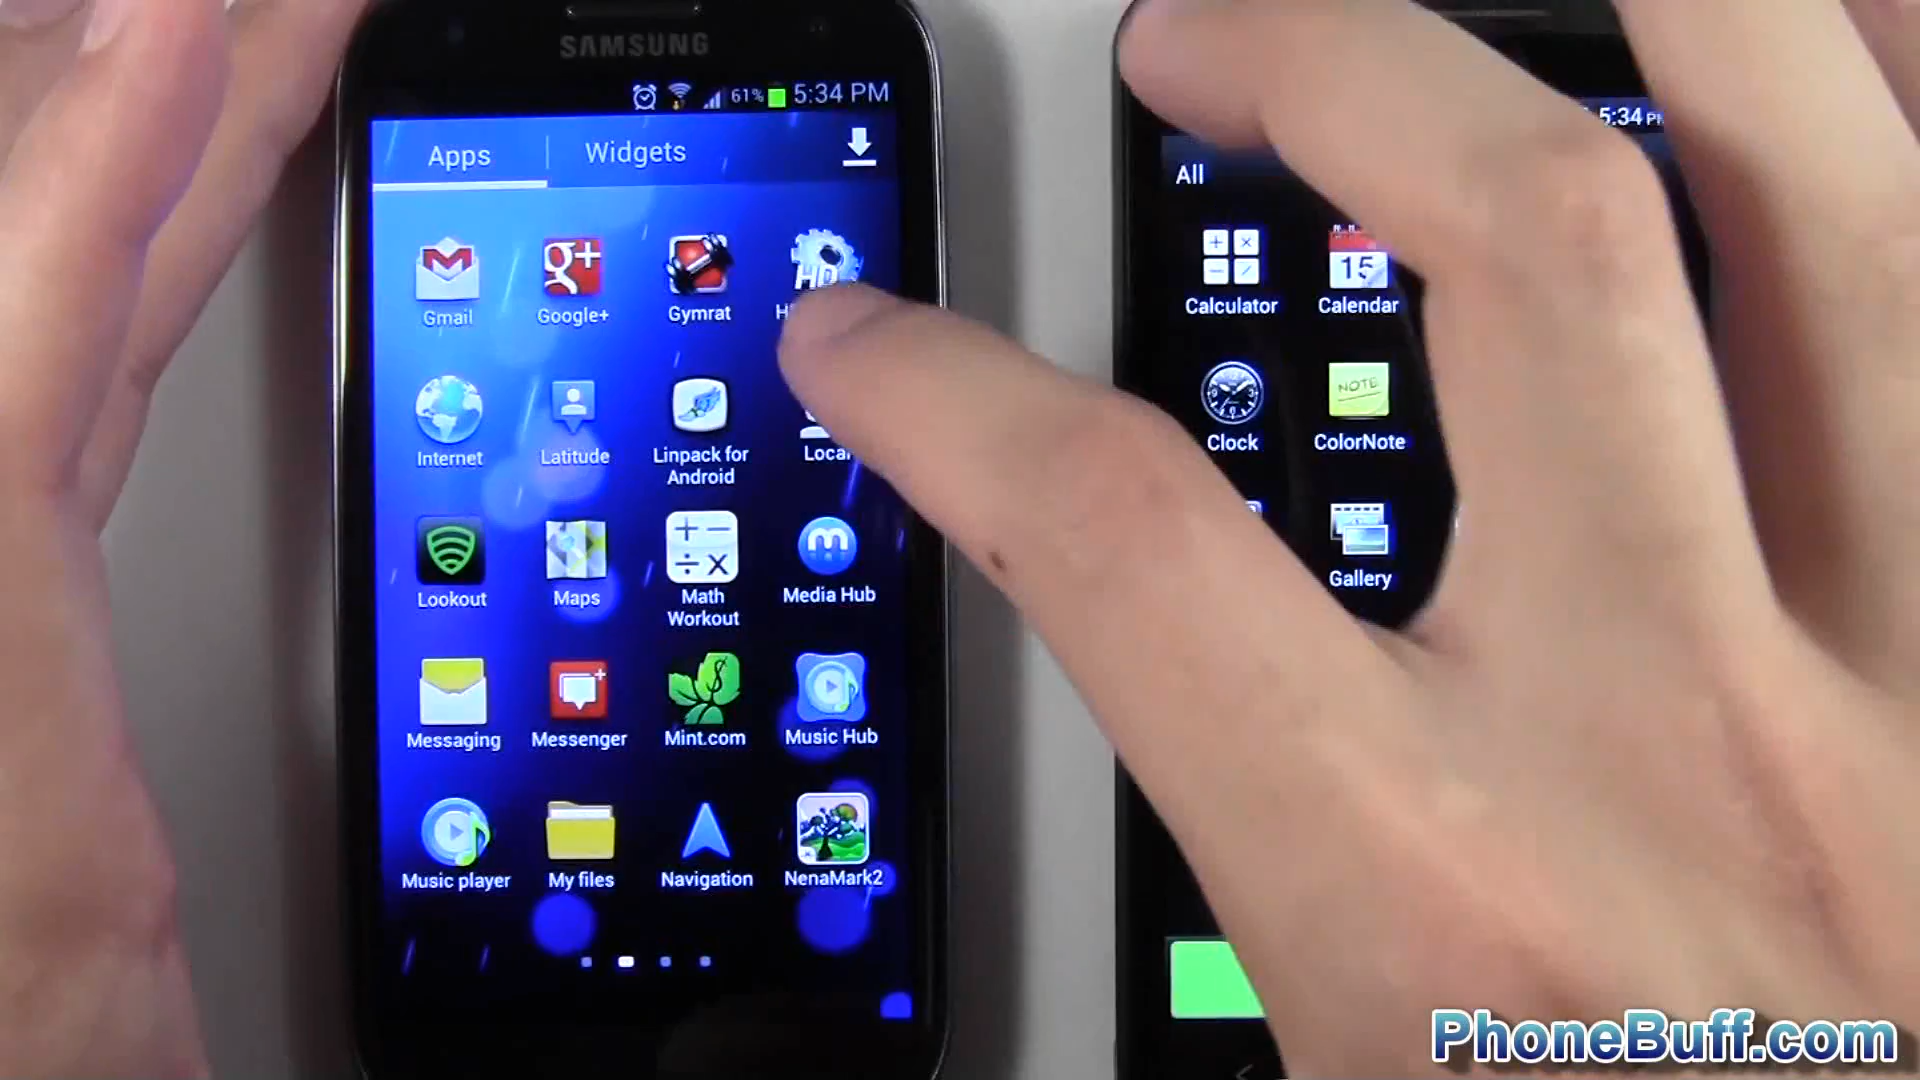 SAMSUNG
61% 5:34 PM
Apps Widgets
Gmail Google+ Gymrat
Internet Latitude Linpack for Android Local
Lookout Maps Math Workout Media Hub
Messaging Messenger Mint.com Music Hub
Music player My files Navigation NenaMark2
5:34
All
15
Calculator Calendar
NOTE
Clock ColorNote
Gallery
PhoneBuff.com